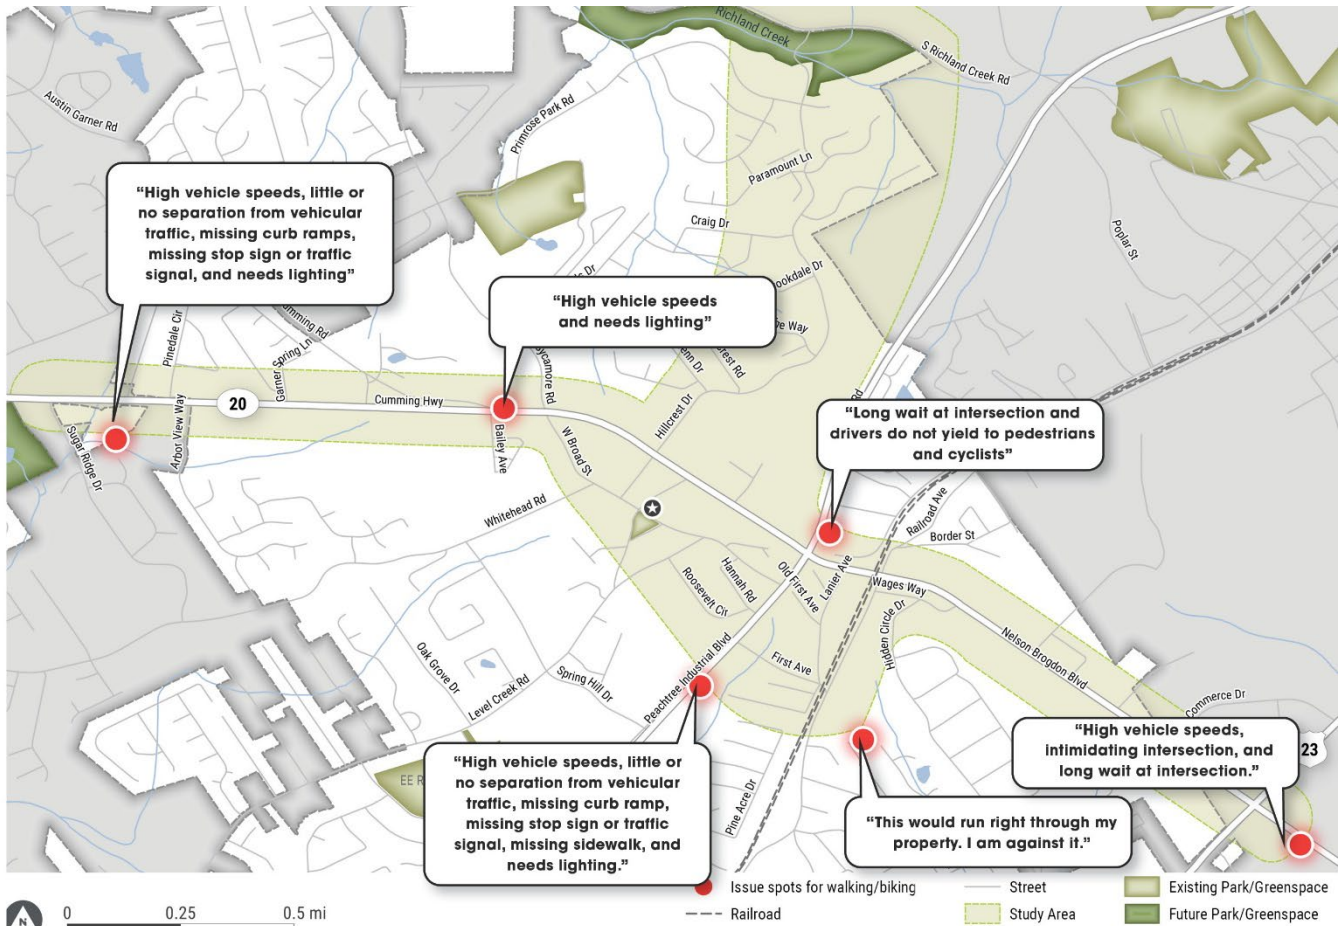 Richland Creek
S Richland Creek Rd
Austin Garner Rd
Primrose Park Rd
Paramount Ln
Craig Dr
Poplar St
“High vehicle speeds, little or
no separation from vehicular
traffic, missing curb ramps,
missing stop sign or traffic
signal, and needs lighting”
“High vehicle speeds
and needs lighting”
Pinedale Cir
Spring Ln
Garner
Sycamore Rd
Hillcrest Dr
20
Cumming Hwy
Sugar Ridge Dr
Arbor View Way
Bailey Ave
W Broad St
“Long wait at intersection and
drivers do not yield to pedestrians
and cyclists”
Whitehead Rd
Railroad Ave
Border St
Hannah Rd
Roosevelt Cir
Old First Ave
Lanier Ave
Wages Way
Hidden Circle Dr
Nelson Brogdon Blvd
First Ave
Peachtree Industrial Blvd
Oak Grove Dr
Level Creek Rd
Spring Hill Dr
Commerce Dr
“High vehicle speeds,
intimidating intersection, and
long wait at intersection.”
23
EE R
“High vehicle speeds, little or
no separation from vehicular
traffic, missing curb ramp,
missing stop sign or traffic
signal, missing sidewalk, and
needs lighting.”
Pine Acre Dr
“This would run right through my
property. I am against it.”
N
0 0.25 0.5 mi
Issue spots for walking/biking
Railroad
Street
Study Area
Existing Park/Greenspace
Future Park/Greenspace